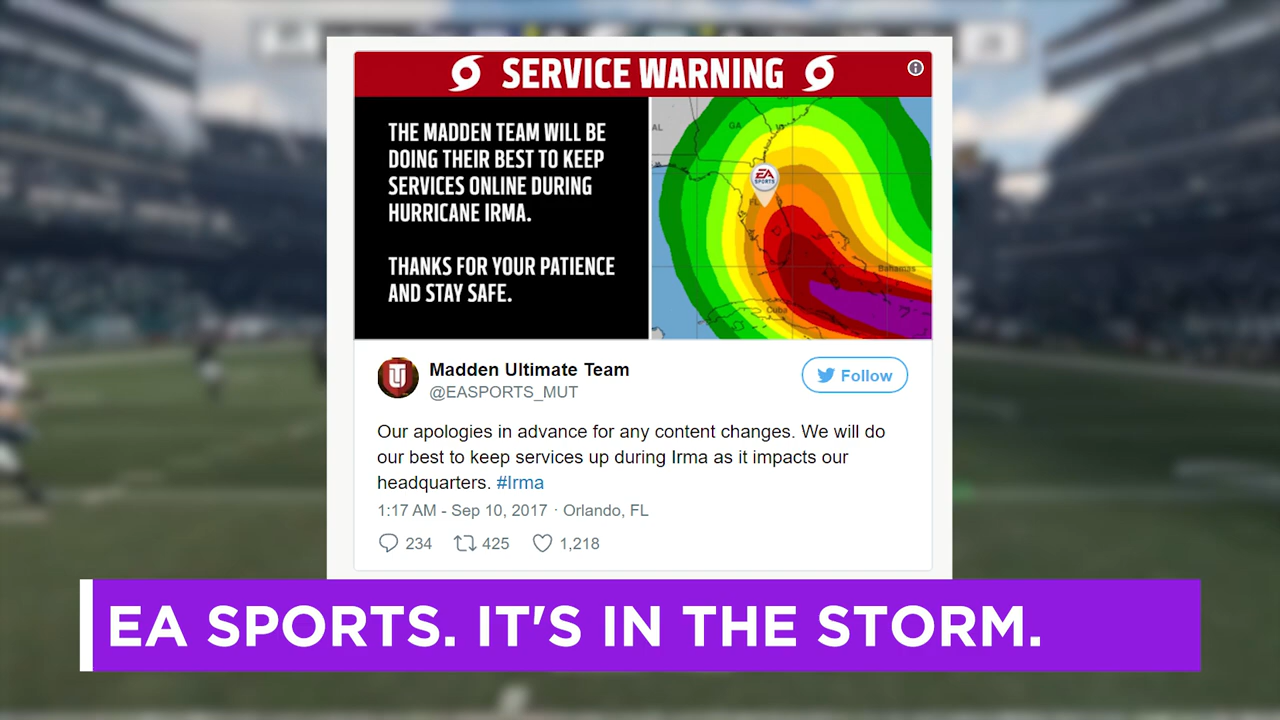 SERVICE WARNING
THE MADDEN TEAM WILL BE
DOING THEIR BEST TO KEEP
SERVICES ONLINE DURING
HURRICANE IRMA.
THANKS FOR YOUR PATIENCE
AND STAY SAFE.
AL
GA
EA
SPORTS
FL
Bahamas
Cuba
Madden Ultimate Team
@EASPORTS_MUT
Follow
Our apologies in advance for any content changes. We will do
our best to keep services up during Irma as it impacts our
headquarters. #Irma
1:17 AM - Sep 10, 2017 · Orlando, FL
234 425 1,218
EA SPORTS. IT'S IN THE STORM.